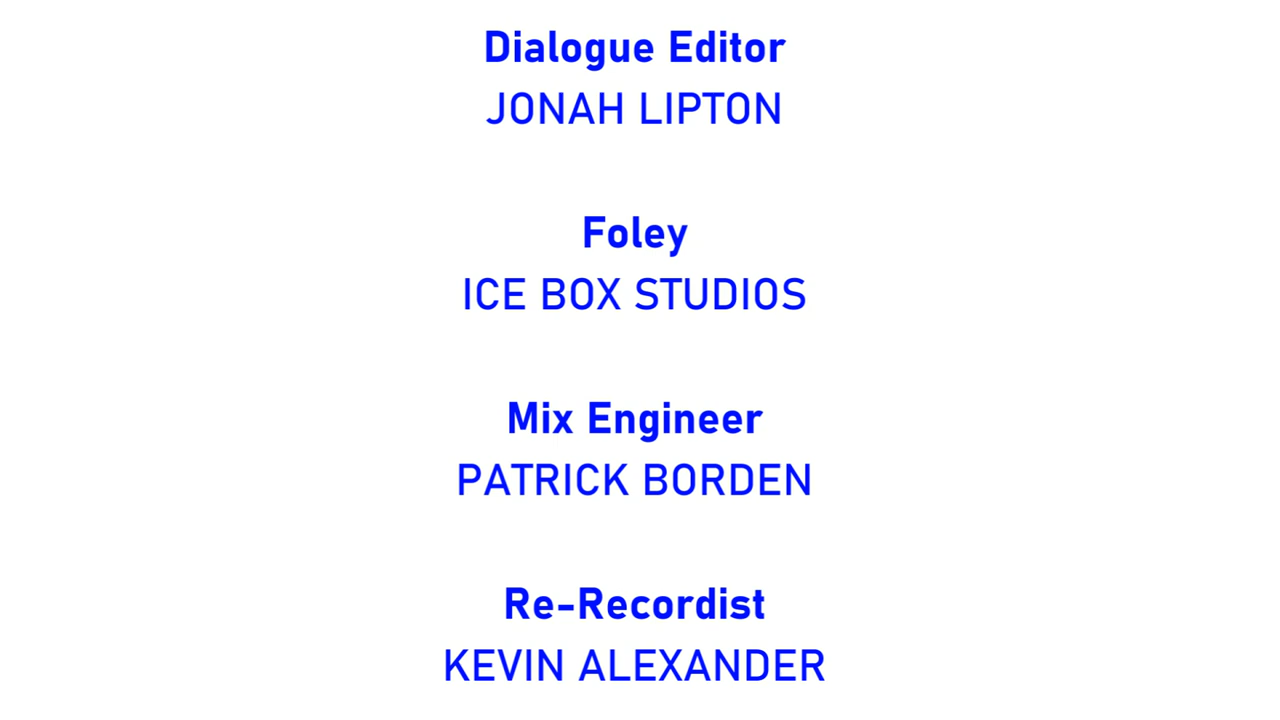 Dialogue Editor
JONAH LIPTON
Foley
ICE BOX STUDIOS
Mix Engineer
PATRICK BORDEN
Re-Recordist
KEVIN ALEXANDER